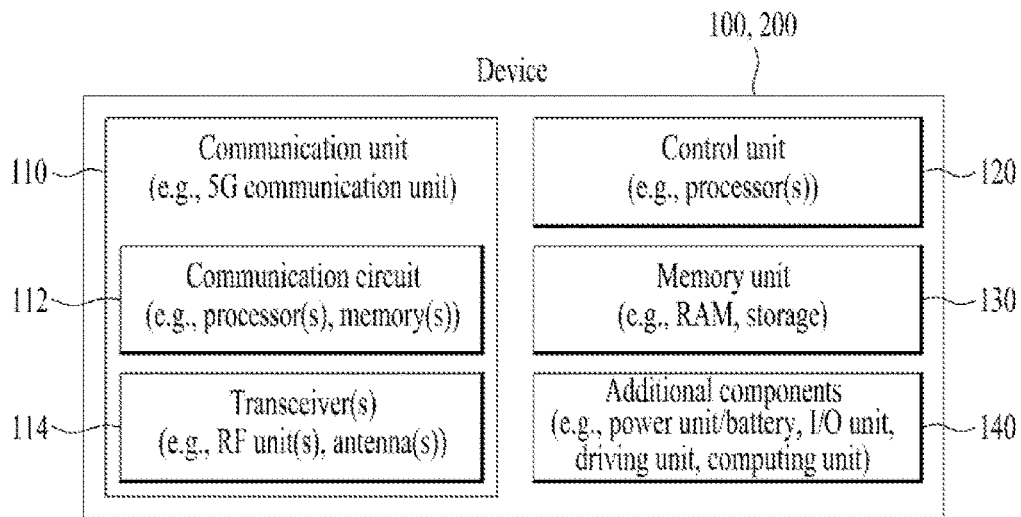 100, 200
Device
110
Communication unit
(e.g., 5G communication unit)
112
Communication circuit
(e.g., processor(s), memory(s))
114
Transceiver(s)
(e.g., RF unit(s), antenna(s))
Control unit
(e.g., processor(s))
120
Memory unit
(e.g., RAM, storage)
130
Additional components
(e.g., power unit/battery, I/O unit,
driving unit, computing unit)
140